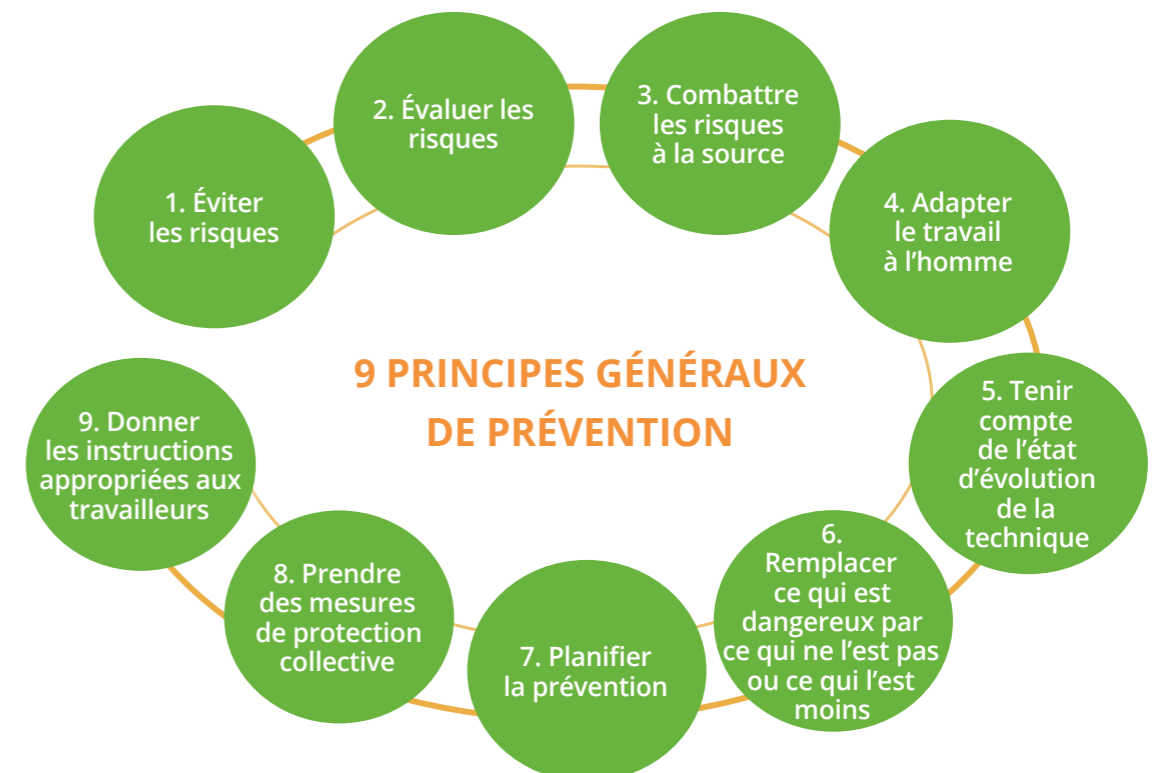 1. Éviter
les risques
2. Évaluer les
risques
3. Combattre
les risques
à la source
4. Adapter
le travail
à l’homme
9 PRINCIPES GÉNÉRAUX
DE PRÉVENTION
5. Tenir
compte
de l’état
d’évolution
de la
technique
6.
Remplacer
ce qui est
dangereux par
ce qui ne l’est pas
ou ce qui l’est
moins
7. Planifier
la prévention
8. Prendre
des mesures
de protection
collective
9. Donner
les instructions
appropriées aux
travailleurs